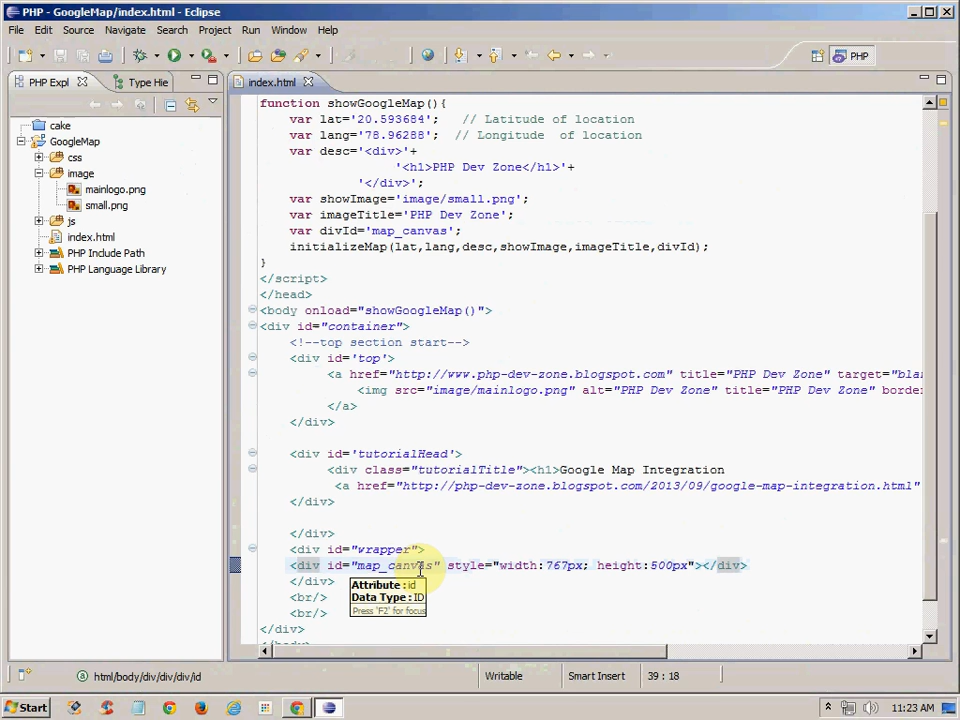 PHP - GoogleMap/index.html - Eclipse
File Edit Source Navigate Search Project Run Window Help
PHP
PHP Expl Type Hie
index.html
cake
GoogleMap
css
image
mainlogo.png
small.png
js
index.html
PHP Include Path
PHP Language Library
function showGoogleMap(){
var lat='20.593684'; // Latitude of location
var lang='78.96288'; // Longitude of location
var desc='<div>'+
'<h1>PHP Dev Zone</h1>'+
'</div>';
var showImage='image/small.png';
var imageTitle='PHP Dev Zone';
var divId='map_canvas';
initializeMap(lat,lang,desc,showImage,imageTitle,divId);
}
</script>
</head>
<body onload="showGoogleMap()">
<div id="container">
<!--top section start-->
<div id='top'>
<a href="http://www.php-dev-zone.blogspot.com" title="PHP Dev Zone" target="bla
<img src="image/mainlogo.png" alt="PHP Dev Zone" title="PHP Dev Zone" border
</a>
</div>
<div id='tutorialHead'>
<div class="tutorialTitle"><h1>Google Map Integration
<a href="http://php-dev-zone.blogspot.com/2013/09/google-map-integration.html"
</div>
</div>
<div id="wrapper">
<div id="map_canvas" style="width:767px; height:500px"></div>
</div>
<br/>
<br/>
</div>
Attribute : id
Data Type : ID
Press 'F2' for focus
html/body/div/div/div/id
Writable
Smart Insert
39 : 18
Start
11:23 AM